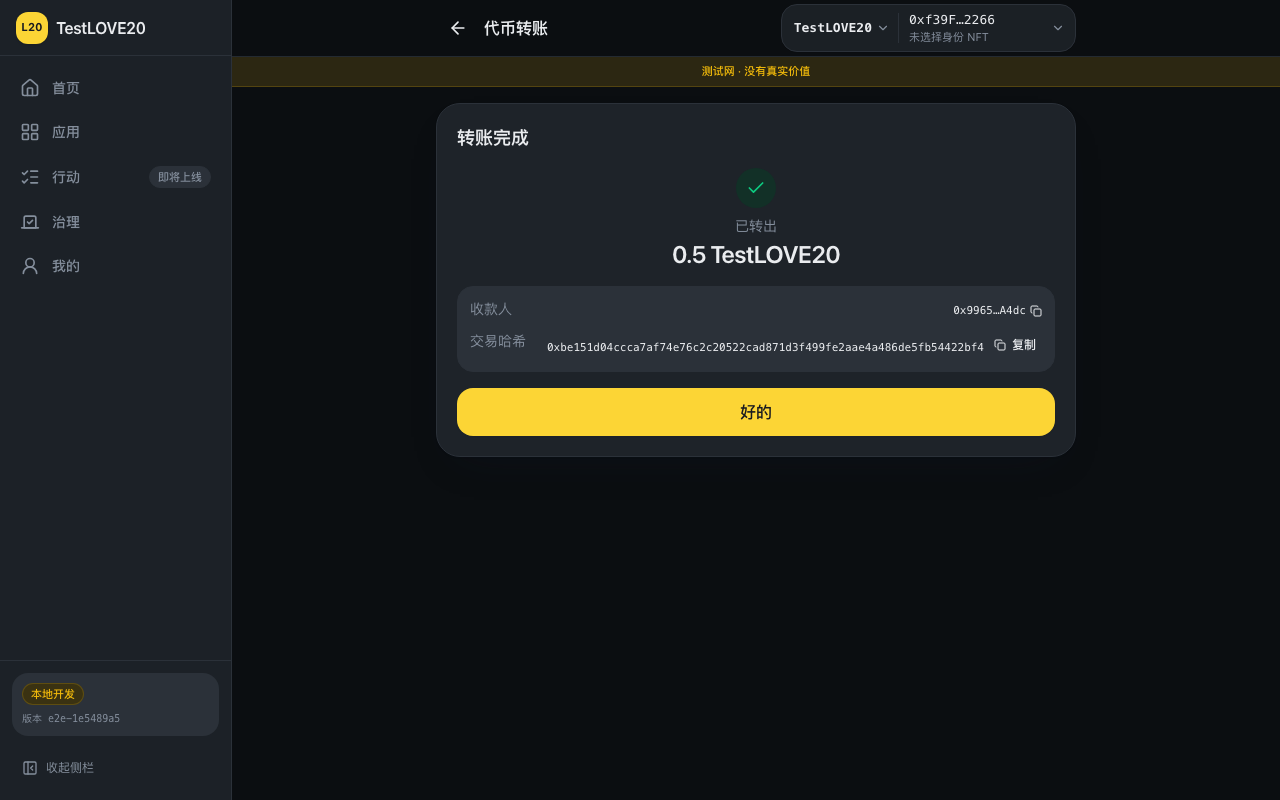 L20 TestLOVE20
首页
应用
行动 即将上线
治理
我的
本地开发
版本 e2e-1e5489a5
收起侧栏
代币转账
TestLOVE20
0xf39F…2266
未选择身份 NFT
测试网 · 没有真实价值
转账完成
已转出
0.5 TestLOVE20
收款人 0x9965…A4dc
交易哈希 0xbe151d04ccca7af74e76c2c20522cad871d3f499fe2aae4a486de5fb54422bf4 复制
好的